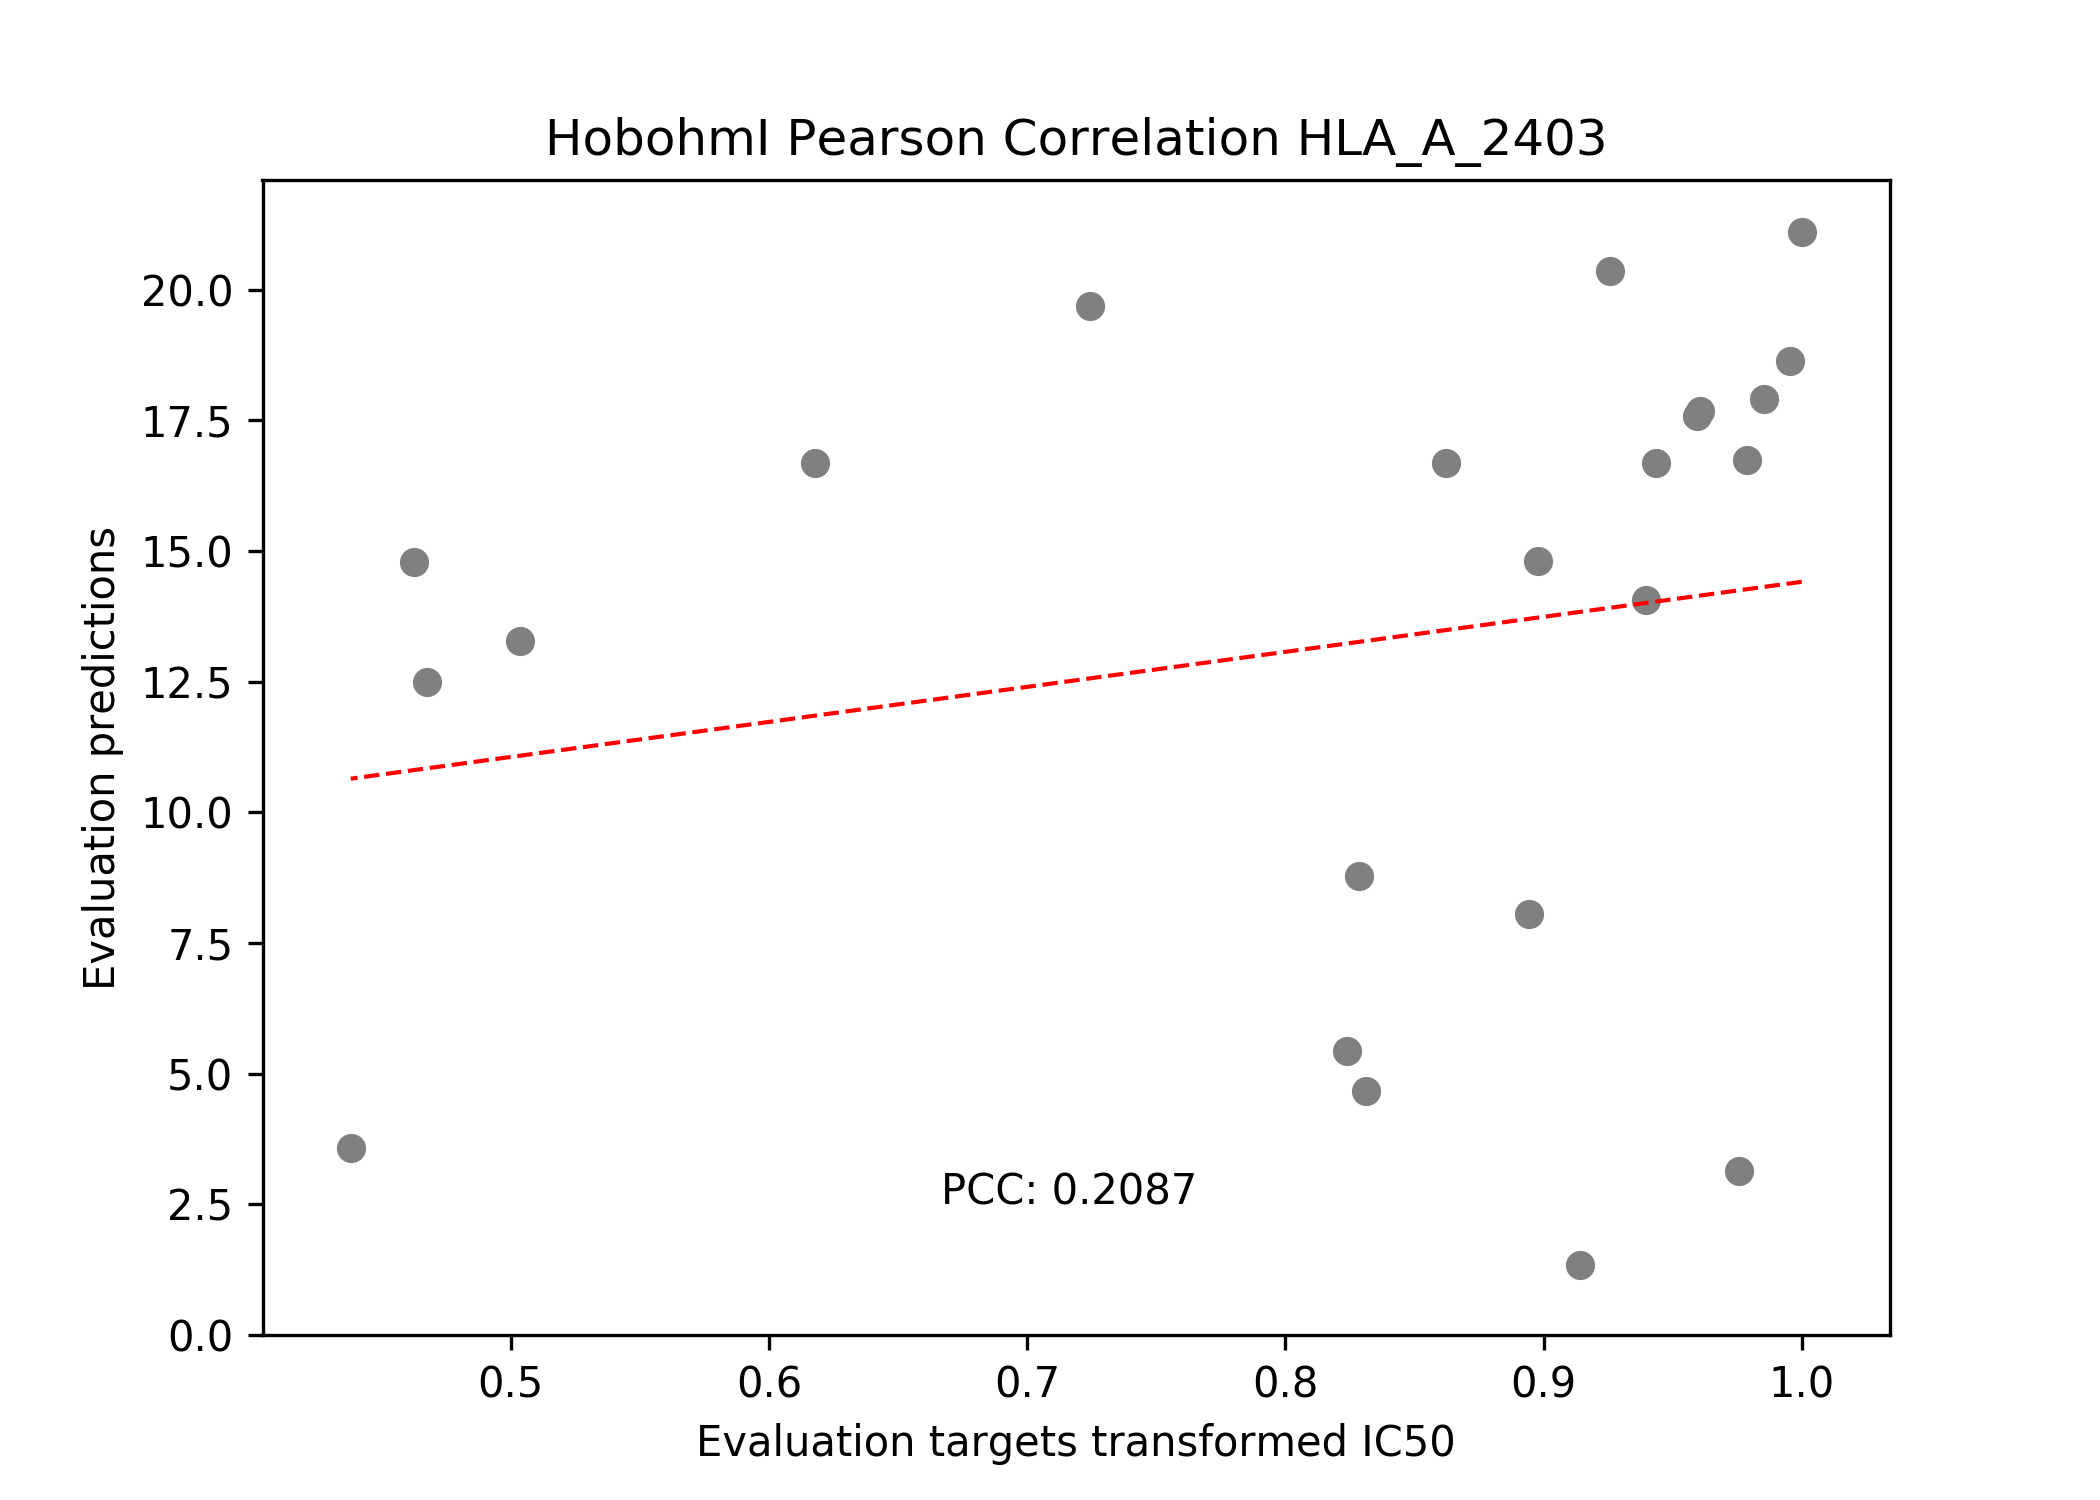 HobohmI Pearson Correlation HLA_A_2403
20.0
17.5
15.0
12.5
10.0
7.5
5.0
2.5
0.0
Evaluation predictions
PCC: 0.2087
0.5 0.6 0.7 0.8 0.9 1.0
Evaluation targets transformed IC50